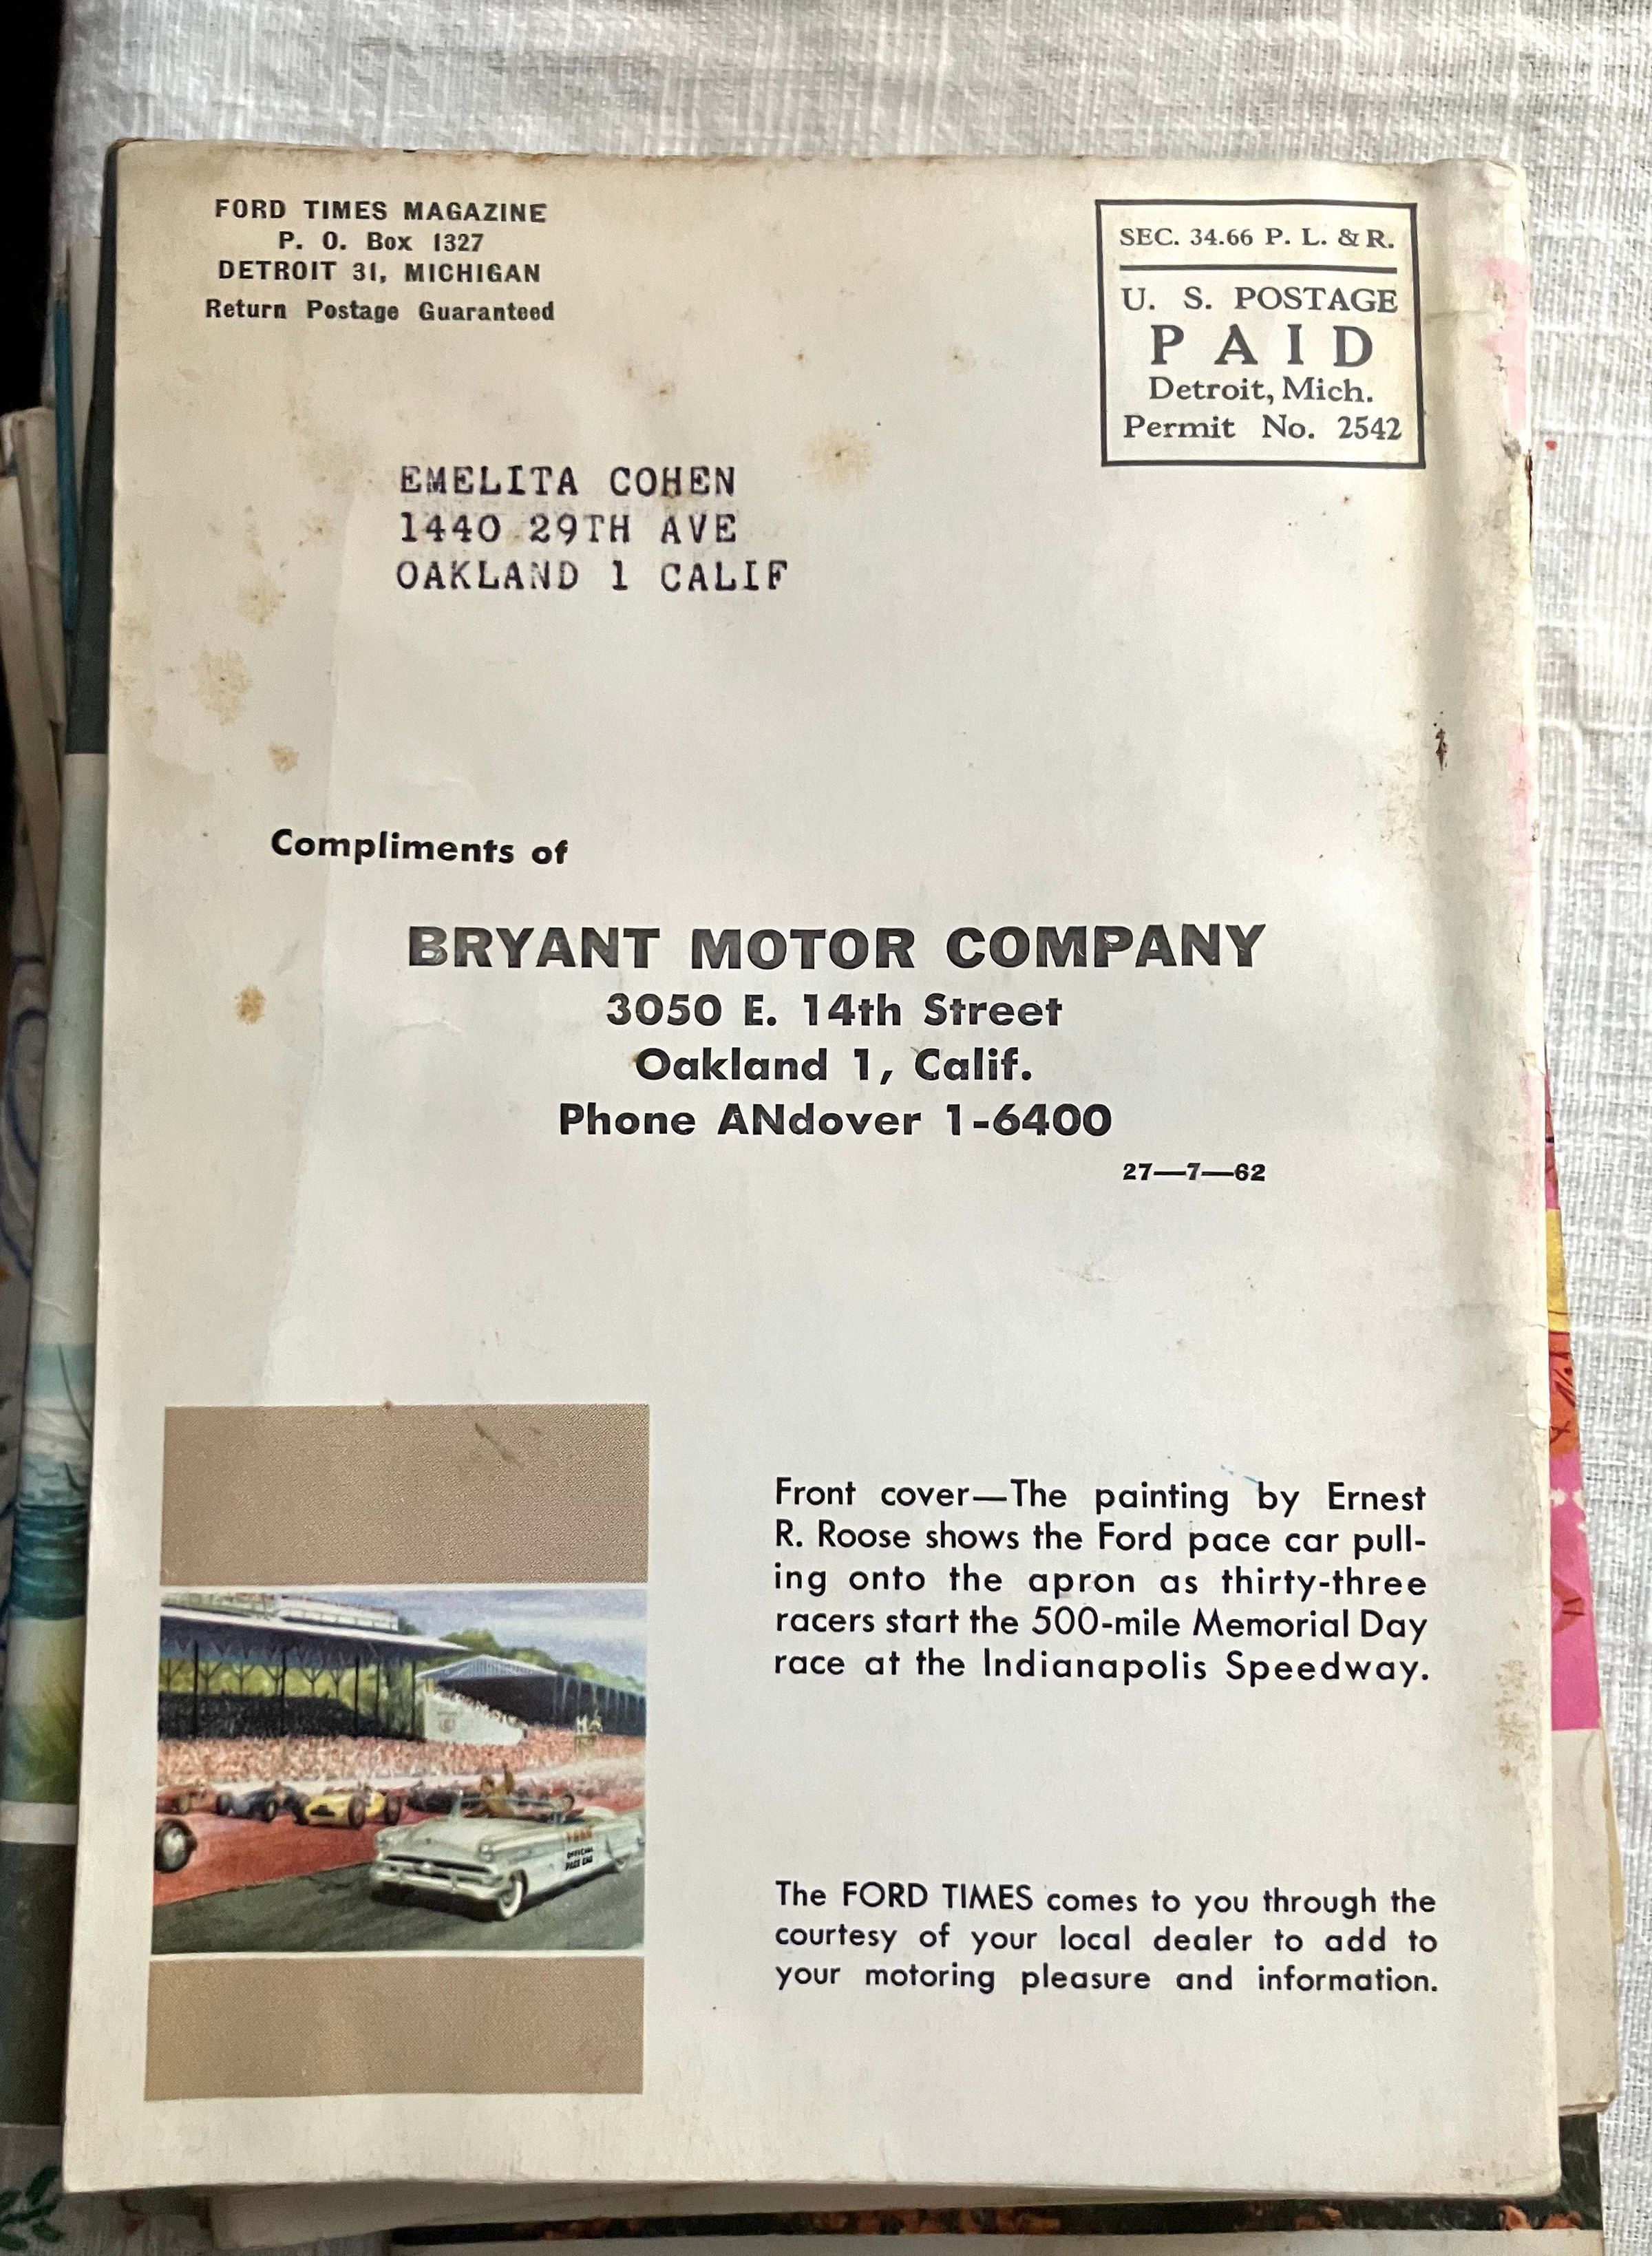 FORD TIMES MAGAZINE
P. O. Box 1327
DETROIT 31, MICHIGAN
Return Postage Guaranteed
SEC. 34.66 P. L. & R.
U. S. POSTAGE
PAID
Detroit, Mich.
Permit No. 2542
EMELITA COHEN
1440 29TH AVE
OAKLAND 1 CALIF
Compliments of
BRYANT MOTOR COMPANY
3050 E. 14th Street
Oakland 1, Calif.
Phone ANdover 1-6400
27—7—62
Front cover—The painting by Ernest
R. Roose shows the Ford pace car pull-
ing onto the apron as thirty-three
racers start the 500-mile Memorial Day
race at the Indianapolis Speedway.
FORD
OFFICIAL
PACE CAR
The FORD TIMES comes to you through the
courtesy of your local dealer to add to
your motoring pleasure and information.